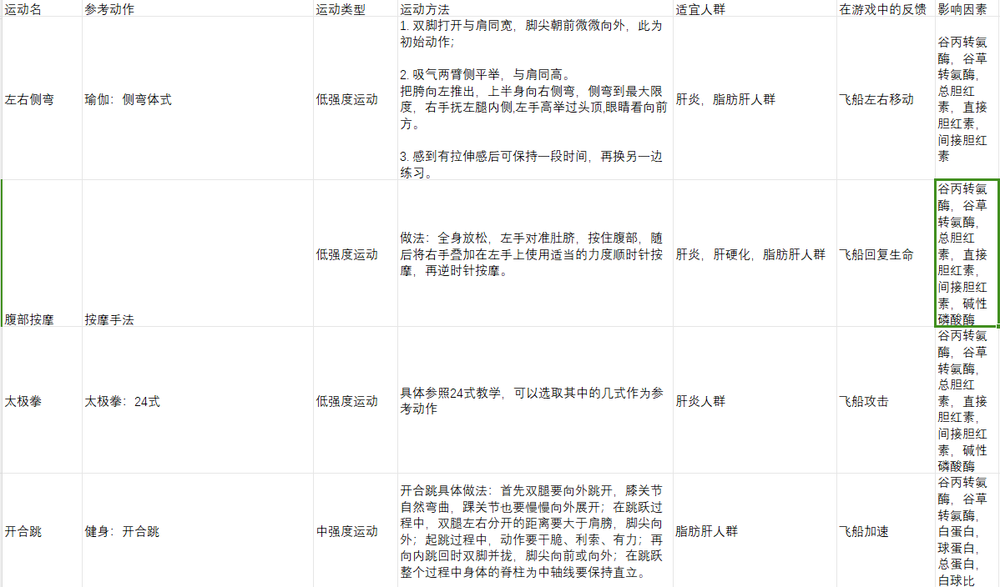 运动名 参考动作 运动类型 运动方法 适宜人群 在游戏中的反馈 影响因素
左右侧弯
瑜伽：侧弯体式
低强度运动
1. 双脚打开与肩同宽，脚尖朝前微微向外，此为
初始动作；
2. 吸气两臂侧平举，与肩同高。
把胯向左推出，上半身向右侧弯，侧弯到最大限
度，右手抚左腿内侧,左手高举过头顶,眼睛看向前
方。
3. 感到有拉伸感后可保持一段时间，再换另一边
练习。
肝炎，脂肪肝人群
飞船左右移动
谷丙转氨
酶，谷草
转氨酶，
总胆红
素，直接
胆红素，
间接胆红
素
腹部按摩
按摩手法
低强度运动
做法：全身放松，左手对准肚脐，按住腹部，随
后将右手叠加在左手上使用适当的力度顺时针按
摩，再逆时针按摩。
肝炎，肝硬化，脂肪肝人群
飞船回复生命
谷丙转氨
酶，谷草
转氨酶，
总胆红
素，直接
胆红素，
间接胆红
素，碱性
磷酸酶
太极拳
太极拳：24式
低强度运动
具体参照24式教学，可以选取其中的几式作为参
考动作
肝炎人群
飞船攻击
谷丙转氨
酶，谷草
转氨酶，
总胆红
素，直接
胆红素，
间接胆红
素，碱性
磷酸酶
开合跳
健身：开合跳
中强度运动
开合跳具体做法：首先双腿要向外跳开，膝关节
自然弯曲，踝关节也要慢慢向外展开；在跳跃过
程中，双腿左右分开的距离要大于肩膀，脚尖向
外；起跳过程中，动作要干脆、利索、有力；再
向内跳回时双脚并拢，脚尖向前或向外；在跳跃
整个过程中身体的脊柱为中轴线要保持直立。
脂肪肝人群
飞船加速
谷丙转氨
酶，谷草
转氨酶，
白蛋白，
球蛋白，
总蛋白，
白球比